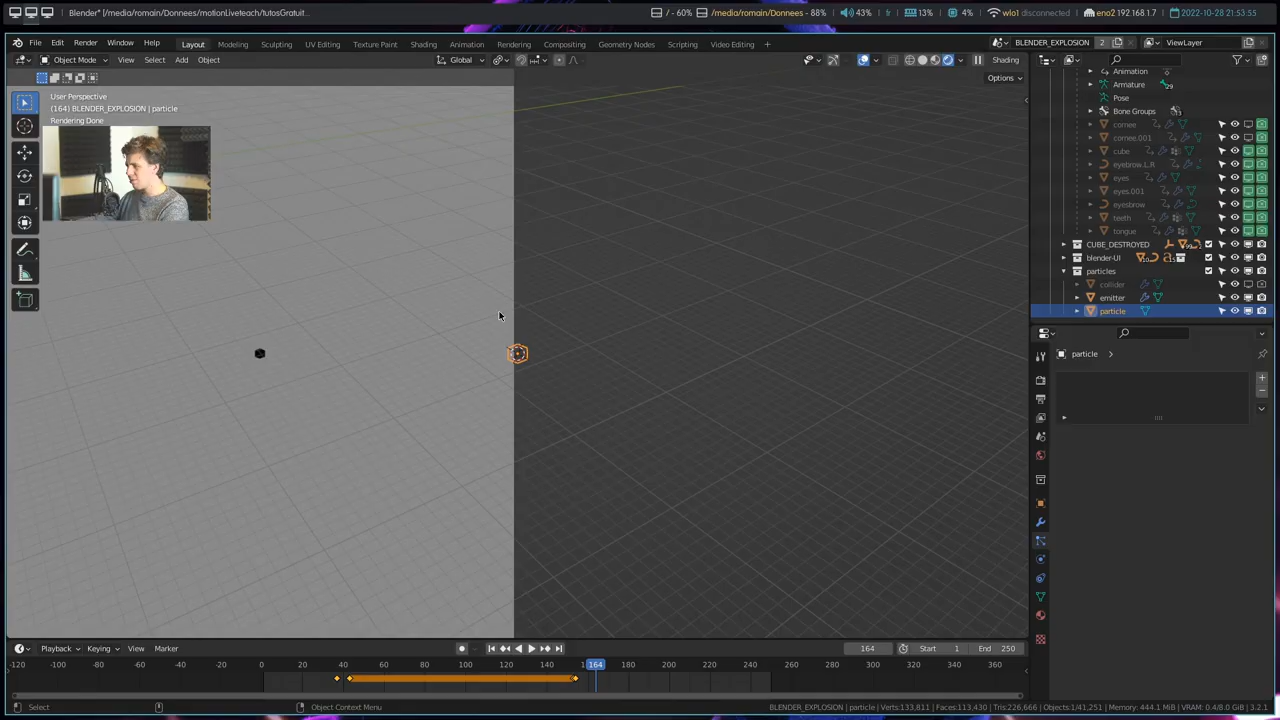 Blender* [/media/romain/Donnees/motionLiveteach/tutosGratuit...
/ - 60%
/media/romain/Donnees - 88%
43%
fr
13%
4%
wlo1 disconnected
eno2 192.168.1.7
2022-10-28 21:53:55
File Edit Render Window Help
Layout Modeling Sculpting UV Editing Texture Paint Shading Animation Rendering Compositing Geometry Nodes Scripting Video Editing +
BLENDER_EXPLOSION 2
ViewLayer
Object Mode View Select Add Object
Global
Shading
Options
User Perspective
(164) BLENDER_EXPLOSION | particle
Rendering Done
Animation
Armature 29
Pose
Bone Groups
cornee
cornee.001
cube
eyebrow.L.R
eyes
eyes.001
eyesbrow
teeth
tongue
CUBE_DESTROYED
blender-UI
particles
collider
emitter
particle
particle
Playback Keying View Marker
164
Start 1
End 250
-120 -100 -80 -60 -40 -20 0 20 40 60 80 100 120 140 164 180 200 220 240 260 280 300 320 340 360
Select
Object Context Menu
BLENDER_EXPLOSION | particle | Verts:133,811 | Faces:113,430 | Tris:226,666 | Objects:1/41,251 | Memory: 444.1 MiB | VRAM: 0.4/8.0 GiB | 3.2.1